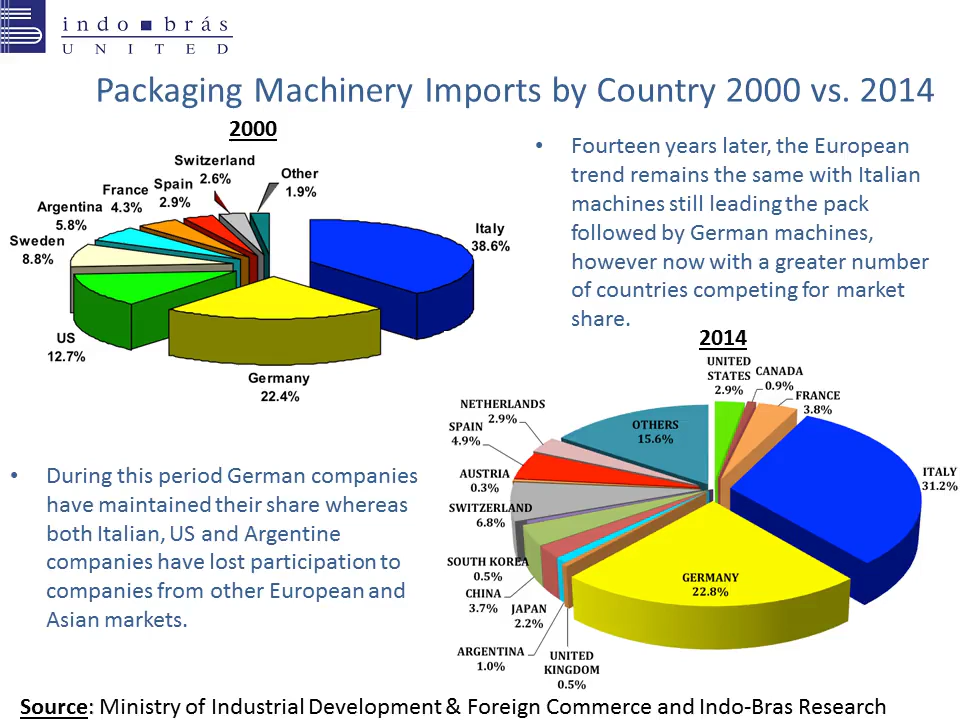 indo brás
UNITED
Packaging Machinery Imports by Country 2000 vs. 2014
2000
Switzerland
2.6%
Other
1.9%
Spain
2.9%
France
4.3%
Argentina
5.8%
Sweden
8.8%
Italy
38.6%
US
12.7%
Germany
22.4%
• Fourteen years later, the European
trend remains the same with Italian
machines still leading the pack
followed by German machines,
however now with a greater number
of countries competing for market
share.
2014
UNITED
STATES
2.9%
CANADA
0.9%
FRANCE
3.8%
NETHERLANDS
2.9%
SPAIN
4.9%
OTHERS
15.6%
AUSTRIA
0.3%
ITALY
31.2%
SWITZERLAND
6.8%
SOUTH KOREA
0.5%
CHINA
3.7%
JAPAN
2.2%
GERMANY
22.8%
ARGENTINA
1.0%
UNITED
KINGDOM
0.5%
• During this period German companies
have maintained their share whereas
both Italian, US and Argentine
companies have lost participation to
companies from other European and
Asian markets.
Source: Ministry of Industrial Development & Foreign Commerce and Indo-Bras Research